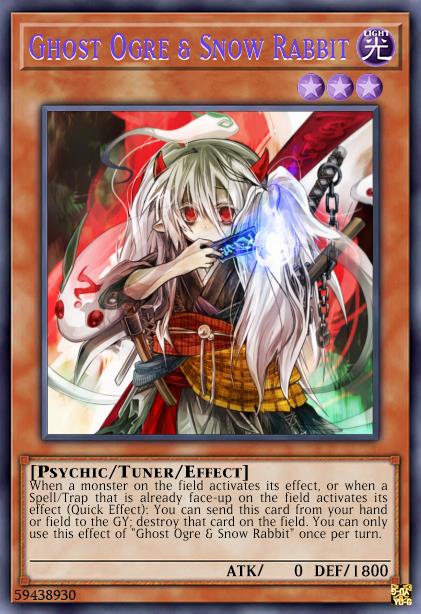 Ghost Ogre & Snow Rabbit
LIGHT
光
[Psychic/Tuner/Effect]
When a monster on the field activates its effect, or when a
Spell/Trap that is already face-up on the field activates its
effect (Quick Effect): You can send this card from your hand
or field to the GY; destroy that card on the field. You can only
use this effect of "Ghost Ogre & Snow Rabbit" once per turn.
ATK/ 0 DEF/1800
59438930